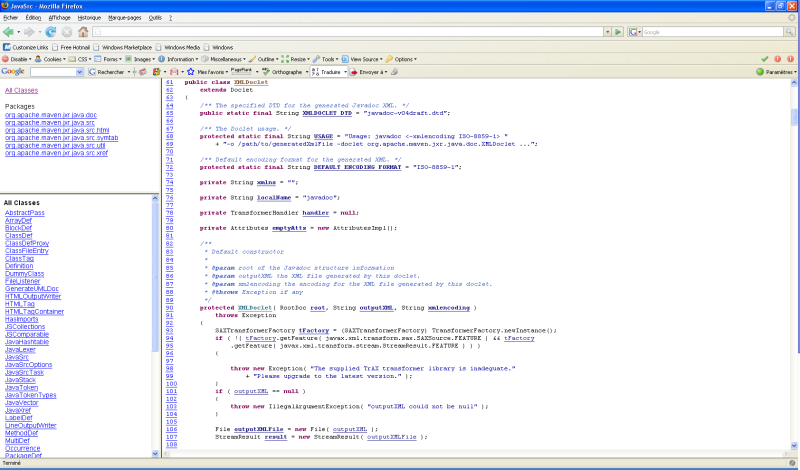 JavaSrc - Mozilla Firefox
Fichier Édition Affichage Historique Marque-pages Outils ?
Google
Customize Links Free Hotmail Windows Marketplace Windows Media Windows
Disable Cookies CSS Forms Images Information Miscellaneous Outline Resize Tools View Source Options
Google Rechercher Mes favoris PageRank Orthographe Traduire Envoyer à Paramètres
All Classes
Packages
org.apache.maven.jxr.java.doc
org.apache.maven.jxr.java.src
org.apache.maven.jxr.java.src.html
org.apache.maven.jxr.java.src.symtab
org.apache.maven.jxr.java.src.util
org.apache.maven.jxr.java.src.xref
All Classes
AbstractPass
ArrayDef
BlockDef
ClassDef
ClassDefProxy
ClassFileEntry
ClassTag
Definition
DummyClass
FileListener
GenerateUMLDoc
HTMLOutputWriter
HTMLTag
HTMLTagContainer
HasImports
JSCollections
JSComparable
JavaHashtable
JavaLexer
JavaSrc
JavaSrcOptions
JavaSrcTask
JavaStack
JavaToken
JavaTokenTypes
JavaVector
JavaXref
LabelDef
LineOutputWriter
MethodDef
MultiDef
Occurrence
PackageDef
61 public class XMLDoclet
62 extends Doclet
63 {
64 /** The specified DTD for the generated Javadoc XML. */
65 protected static final String XMLDOCLET_DTD = "javadoc-v04draft.dtd";
66
67 /** The Doclet usage. */
68 protected static final String USAGE = "Usage: javadoc <-xmlencoding ISO-8859-1> "
69 + "-o /path/to/generatedXmlFile -doclet org.apache.maven.jxr.java.doc.XMLDoclet ...";
70
71 /** Default encoding format for the generated XML. */
72 protected static final String DEFAULT_ENCODING_FORMAT = "ISO-8859-1";
73
74 private String xmlns = "";
75
76 private String localName = "javadoc";
77
78 private TransformerHandler handler = null;
79
80 private Attributes emptyAtts = new AttributesImpl();
81
82 /**
83 * Default constructor
84 *
85 * @param root of the Javadoc structure information
86 * @param outputXML the XML file generated by this doclet.
87 * @param xmlencoding the encoding for the XML file generated by this doclet.
88 * @throws Exception if any
89 */
90 protected XMLDoclet( RootDoc root, String outputXML, String xmlencoding )
91 throws Exception
92 {
93 SAXTransformerFactory tFactory = (SAXTransformerFactory) TransformerFactory.newInstance();
94 if ( !( tFactory.getFeature( javax.xml.transform.sax.SAXSource.FEATURE ) && tFactory
95 .getFeature( javax.xml.transform.stream.StreamResult.FEATURE ) ) )
96 {
97
98 throw new Exception( "The supplied TrAX transformer library is inadequate."
99 + "Please upgrade to the latest version." );
100 }
101 if ( outputXML == null )
102 {
103 throw new IllegalArgumentException( "outputXML could not be null" );
104 }
105
106 File outputXMLFile = new File( outputXML );
107 StreamResult result = new StreamResult( outputXMLFile );
108
Terminé